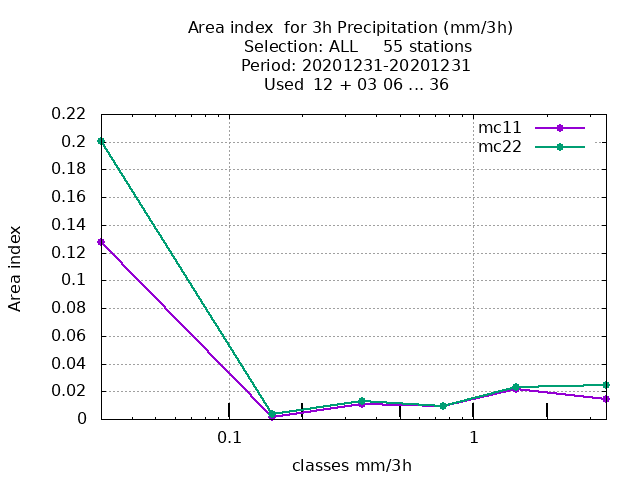 Area index  for 3h Precipitation (mm/3h)
Selection: ALL     55 stations
Period: 20201231-20201231
Used  12 + 03 06 ... 36
mc11
mc22
0.22
0.2
0.18
0.16
0.14
0.12
0.1
0.08
0.06
0.04
0.02
0
Area index
0.1
1
classes mm/3h